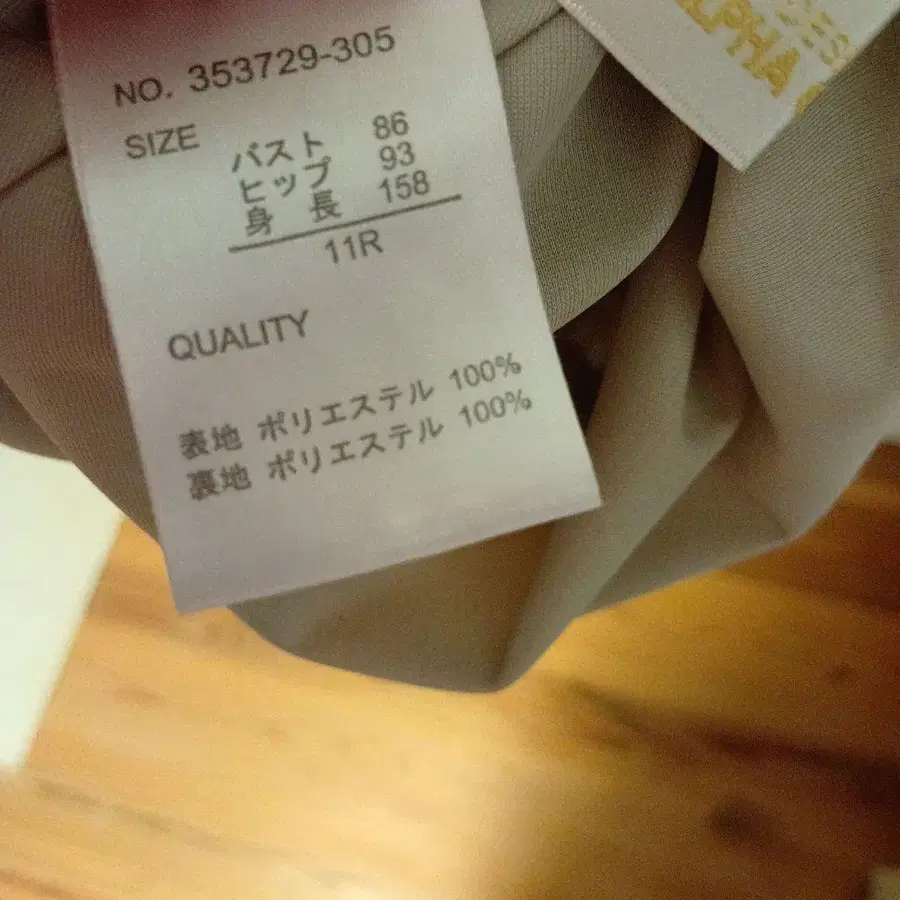 NO. 353729-305
SIZE
バスト 86
ヒップ 93
身 長 158
11R
QUALITY
表地 ポリエステル 100%
裏地 ポリエステル 100%
ALPHA